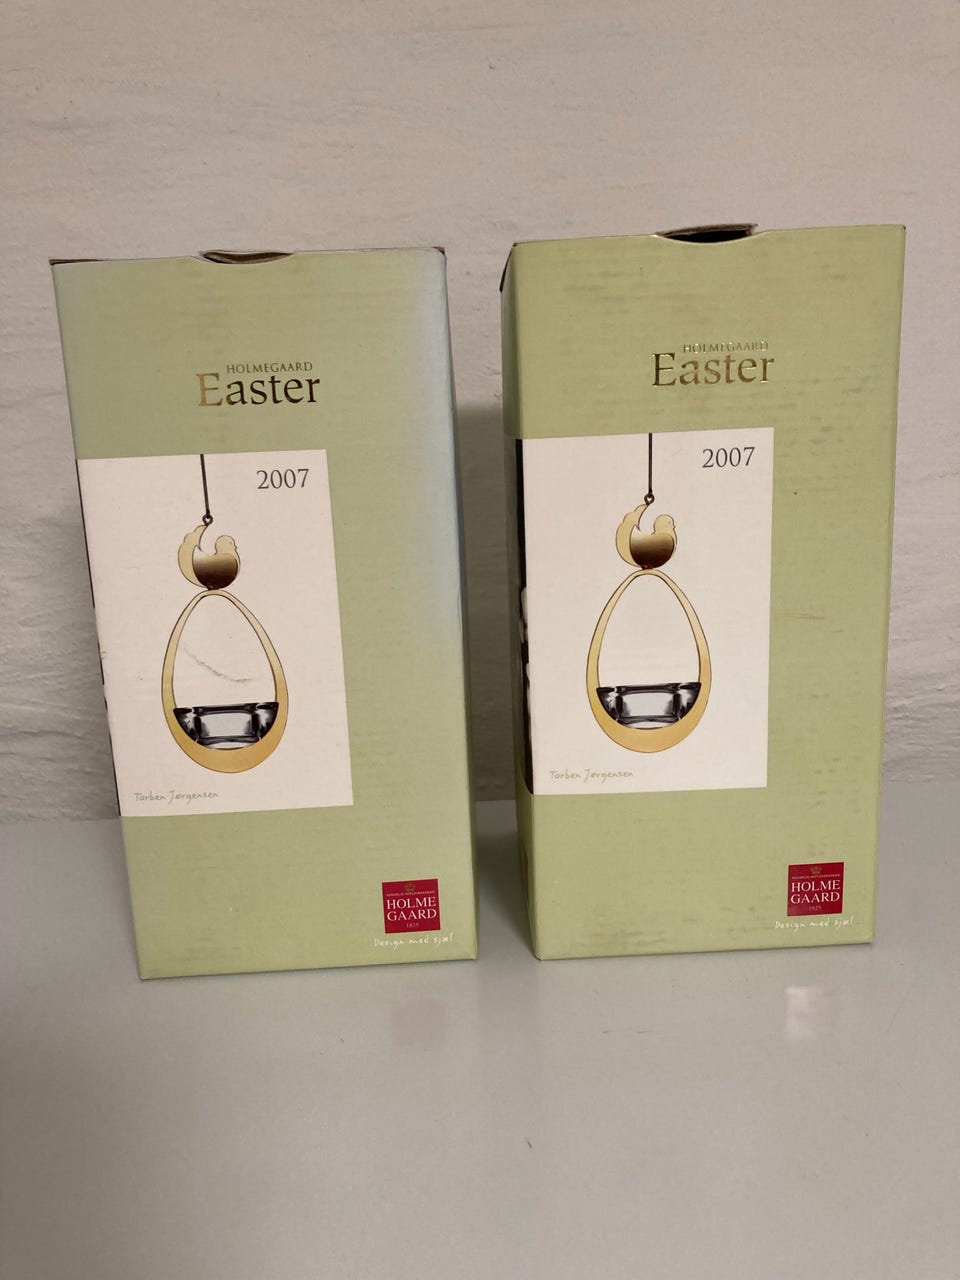 HOLMEGAARD
Easter
2007
Torben Jørgensen
HOLME
GAARD
1825
Design med sjæl
HOLMEGAARD
Easter
2007
Torben Jørgensen
HOLME
GAARD
1825
Design med sjæl